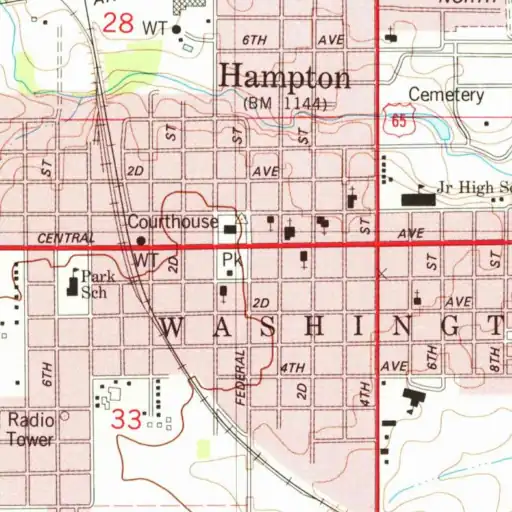 NORTH
28
WT
6TH AVE
Hampton
(BM 1144)
Cemetery
65
ST
ST
ST
ST
2D AVE
Jr High Sc
Courthouse
ST
CENTRAL
AVE
WT
2D
Pk
ST
ST
Park
Sch
2D
AVE
WASHINGT
6TH
FEDERAL
4TH
AVE
2D
4TH
6TH
8TH
33
Radio
Tower